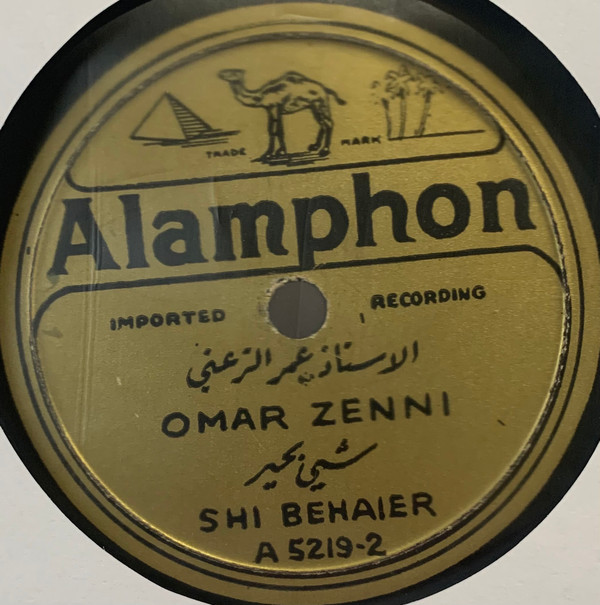 TRADE MARK
Alamphon
IMPORTED RECORDING
الاستاذ عمر الزعني
OMAR ZENNI
شي بحير
SHI BEHAIER
A 5219-2